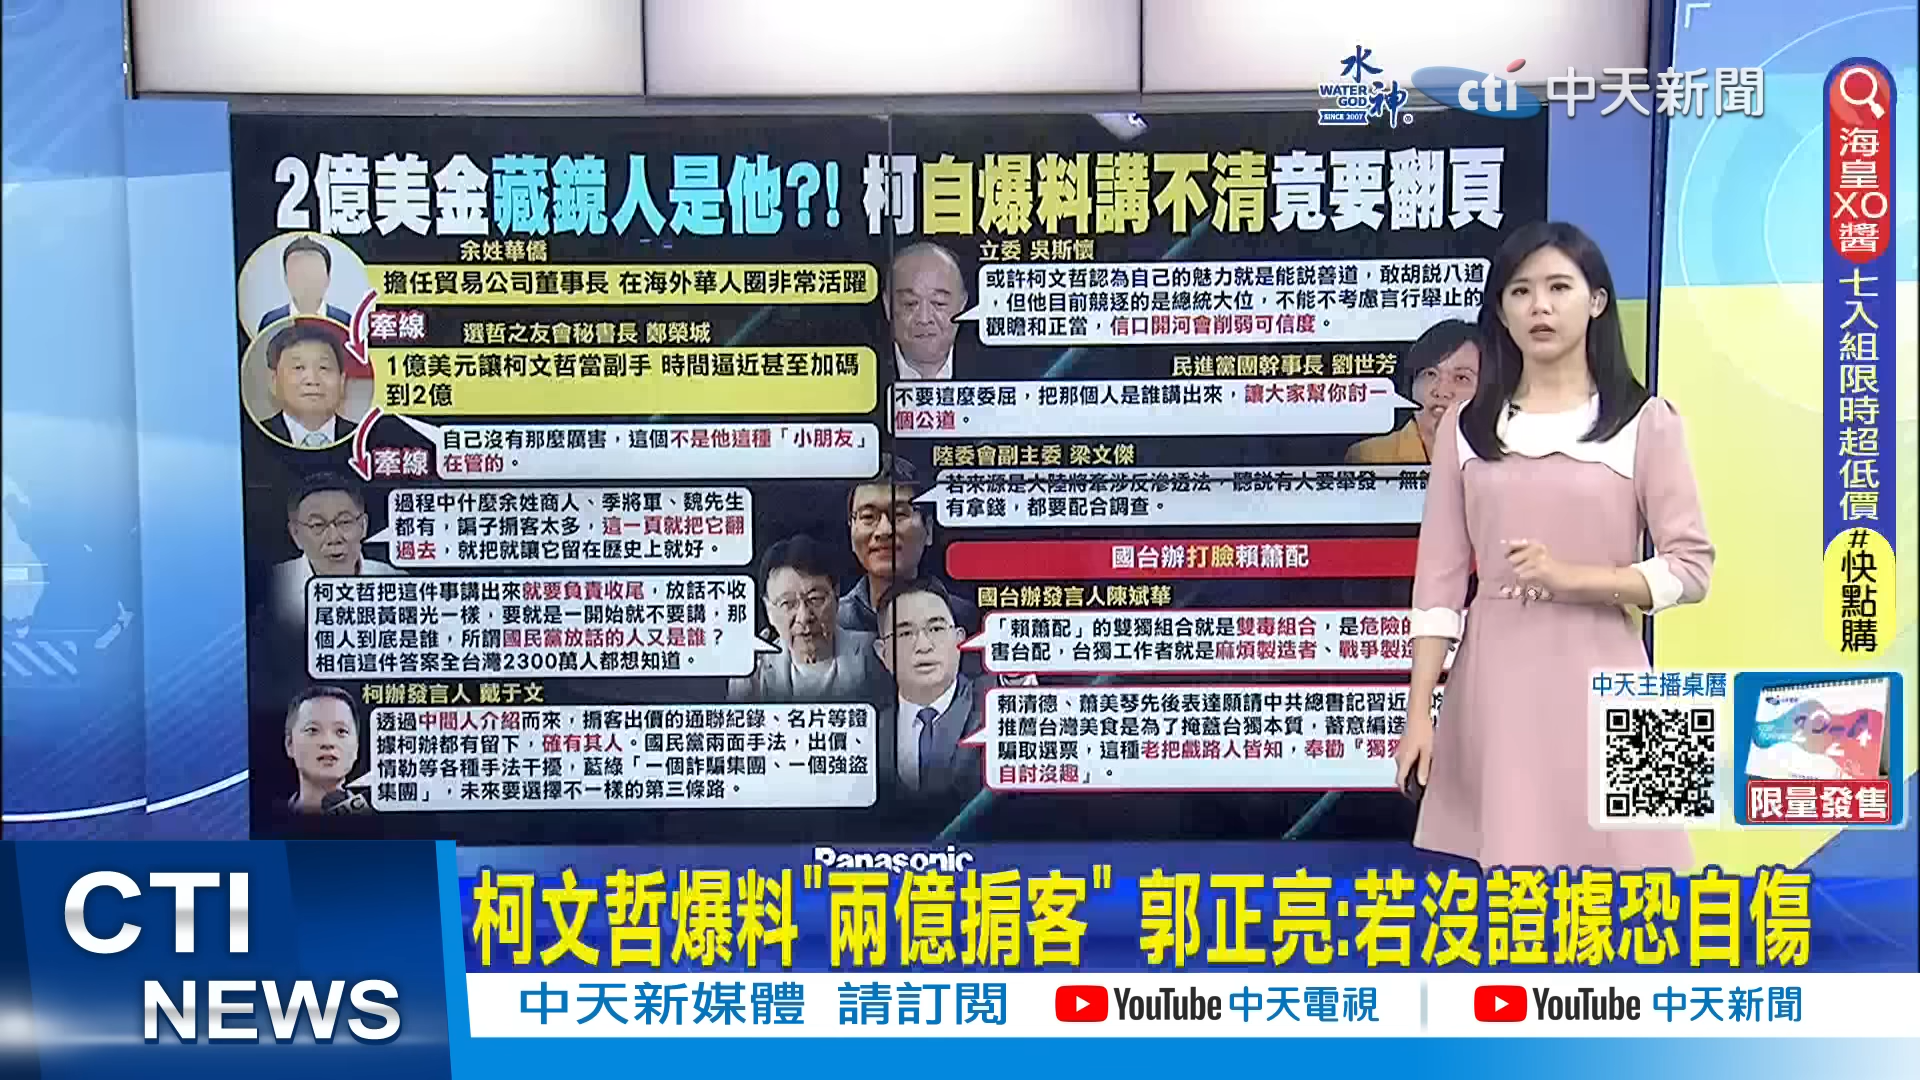 水神
WATER
GOD
SINCE 2007
cti 中天新聞
2億美金藏鏡人是他?! 柯自爆料講不清竟要翻頁
余姓華僑
擔任貿易公司董事長 在海外華人圈非常活躍
牽線
選哲之友會秘書長 鄭榮城
1億美元讓柯文哲當副手 時間逼近甚至加碼
到2億
牽線
自己沒有那麼厲害，這個不是他這種「小朋友」
在管的。
過程中什麼余姓商人、季將軍、魏先生
都有，騙子掮客太多，這一頁就把它翻
過去，就把就讓它留在歷史上就好。
柯文哲把這件事講出來就要負責收尾，放話不收
尾就跟黃曙光一樣，要就是一開始就不要講，那
個人到底是誰，所謂國民黨放話的人又是誰？
相信這件答案全台灣2300萬人都想知道。
柯辦發言人 戴于文
透過中間人介紹而來，掮客出價的通聯紀錄、名片等證
據柯辦都有留下，確有其人。國民黨兩面手法，出價、
情勒等各種手法干擾，藍綠「一個詐騙集團、一個強盜
集團」，未來要選擇不一樣的第三條路。
立委 吳斯懷
或許柯文哲認為自己的魅力就是能說善道，敢胡說八道
，但他目前競逐的是總統大位，不能不考慮言行舉止的
觀瞻和正當，信口開河會削弱可信度。
民進黨團幹事長 劉世芳
不要這麼委屈，把那個人是誰講出來，讓大家幫你討一
個公道。
陸委會副主委 梁文傑
若來源是大陸將牽涉反滲透法，聽說有人要舉發，無論
有拿錢，都要配合調查。
國台辦打臉賴蕭配
國台辦發言人陳斌華
「賴蕭配」的雙獨組合就是雙毒組合，是危險的
害台配，台獨工作者就是麻煩製造者、戰爭製造
賴清德、蕭美琴先後表達願請中共總書記習近
推薦台灣美食是為了掩蓋台獨本質，蓄意編造
騙取選票，這種老把戲路人皆知，奉勸『獨獨
自討沒趣」。
Panasonic
海皇XO醬
七入組限時超低價
#快點購
中天主播桌曆
2024
限量發售
CTI
NEWS
柯文哲爆料"兩億掮客" 郭正亮:若沒證據恐自傷
中天新媒體 請訂閱 YouTube 中天電視 | YouTube 中天新聞